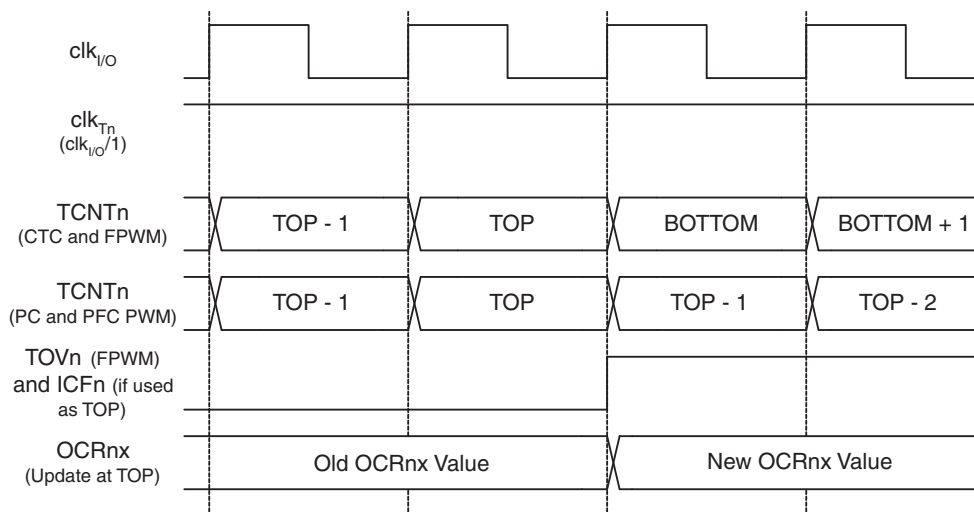 clkI/O
clkTn
(clkI/O/1)
TCNTn
(CTC and FPWM)
TOP - 1
TOP
BOTTOM
BOTTOM + 1
TCNTn
(PC and PFC PWM)
TOP - 1
TOP
TOP - 1
TOP - 2
TOVn (FPWM)
and ICFn (if used
as TOP)
OCRnx
(Update at TOP)
Old OCRnx Value
New OCRnx Value